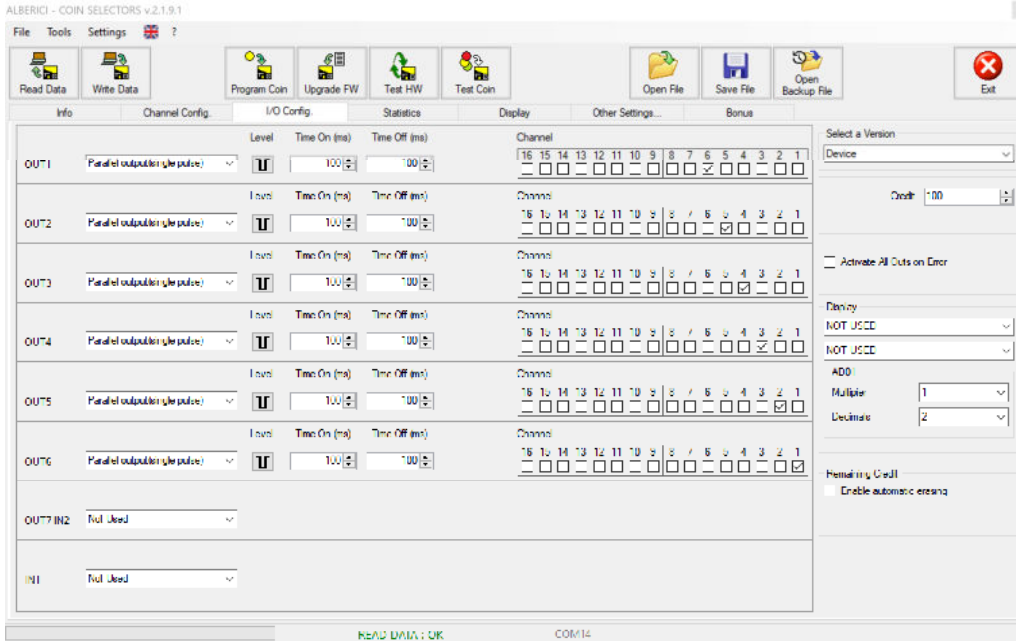 ALBERICI - COIN SELECTORS v.2.1.9.1
File Tools Settings ?
Read Data Write Data Program Coin Upgrade FW Test HW Test Coin Open File Save File Open Backup File Exit
Info Channel Config. I/O Config. Statistics Display Other Settings... Bonus
Level Time On (ms) Time Off (ms) Channel
OUT1 Parallel output(single pulse) 100 100 16 15 14 13 12 11 10 9 8 7 6 5 4 3 2 1
Level Time On (ms) Time Off (ms) Channel
OUT2 Parallel output(single pulse) 100 100 16 15 14 13 12 11 10 9 8 7 6 5 4 3 2 1
Level Time On (ms) Time Off (ms) Channel
OUT3 Parallel output(single pulse) 100 100 16 15 14 13 12 11 10 9 8 7 6 5 4 3 2 1
Level Time On (ms) Time Off (ms) Channel
OUT4 Parallel output(single pulse) 100 100 16 15 14 13 12 11 10 9 8 7 6 5 4 3 2 1
Level Time On (ms) Time Off (ms) Channel
OUT5 Parallel output(single pulse) 100 100 16 15 14 13 12 11 10 9 8 7 6 5 4 3 2 1
Level Time On (ms) Time Off (ms) Channel
OUT6 Parallel output(single pulse) 100 100 16 15 14 13 12 11 10 9 8 7 6 5 4 3 2 1
OUT7 IN2 Not Used
IN1 Not Used
Select a Version
Device
Credit 100
Activate All Outs on Error
Display
NOT USED
NOT USED
Multiplier 1
Decimals 2
Remaining Credit
Enable automatic erasing
READ DATA : OK COM14